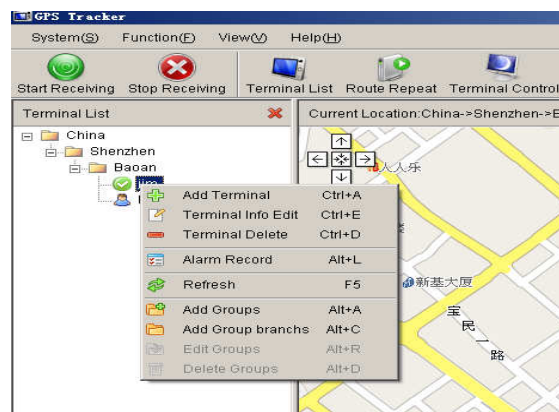 GPS Tracker
System(S) Function(F) View(V) Help(H)
Start Receiving Stop Receiving Terminal List Route Repeat Terminal Control
Terminal List
Current Location:China->Shenzhen->B
China
Shenzhen
Baoan
人人乐
Add Terminal Ctrl+A
Terminal Info Edit Ctrl+E
Terminal Delete Ctrl+D
Alarm Record Alt+L
Refresh F5
新基大厦
Add Groups Alt+A
宝民一路
Add Group branchs Alt+C
Edit Groups Alt+R
Delete Groups Alt+D